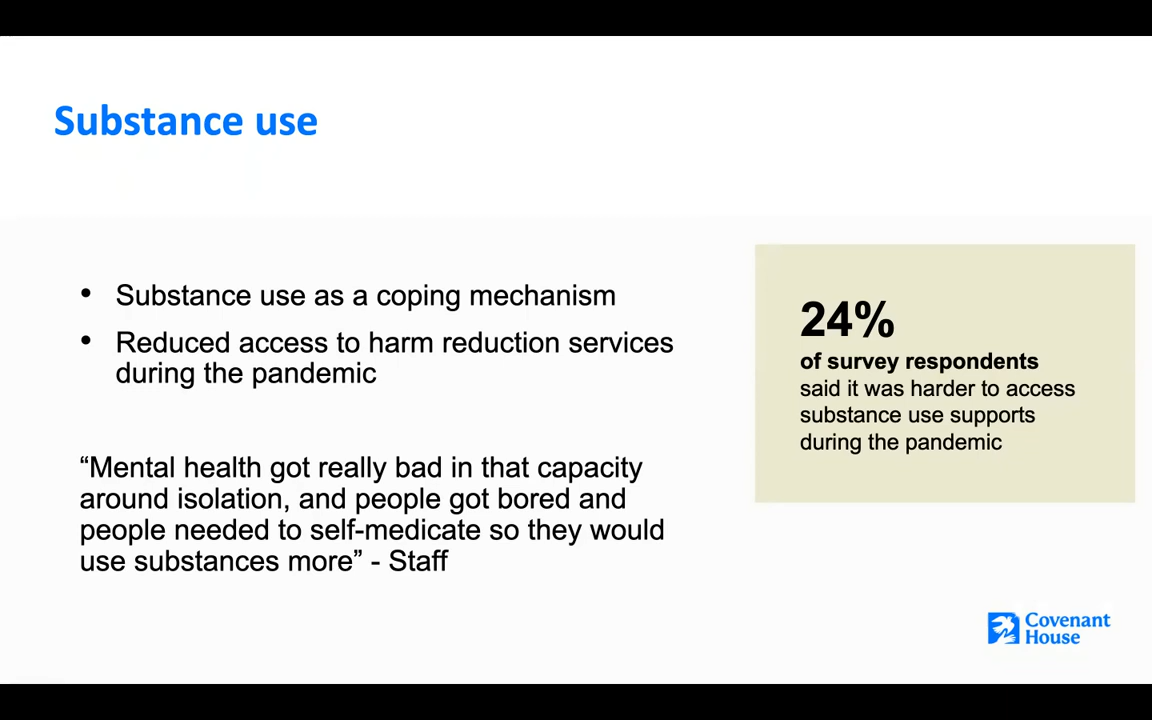 Substance use
• Substance use as a coping mechanism
• Reduced access to harm reduction services
during the pandemic
“Mental health got really bad in that capacity
around isolation, and people got bored and
people needed to self-medicate so they would
use substances more” - Staff
24%
of survey respondents
said it was harder to access
substance use supports
during the pandemic
Covenant
House